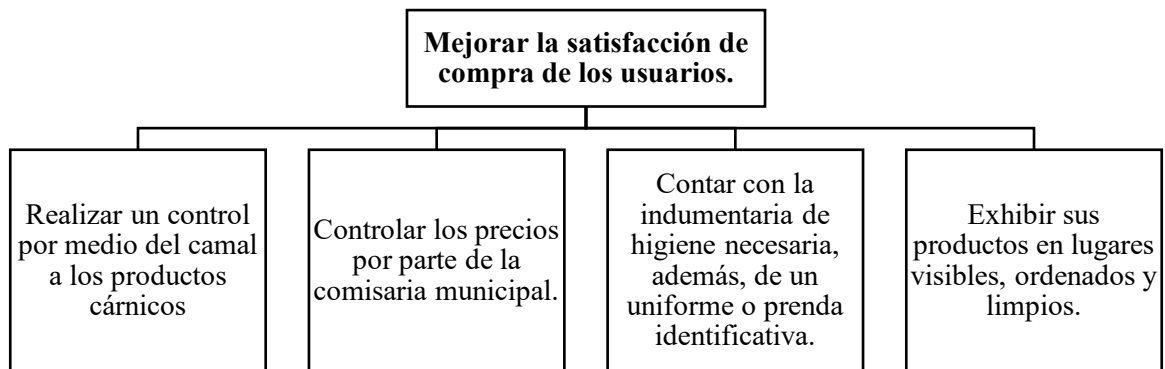 Mejorar la satisfacción de
compra de los usuarios.
Realizar un control
por medio del camal
a los productos
cárnicos
Controlar los precios
por parte de la
comisaria municipal.
Contar con la
indumentaria de
higiene necesaria,
además, de un
uniforme o prenda
identificativa.
Exhibir sus
productos en lugares
visibles, ordenados y
limpios.